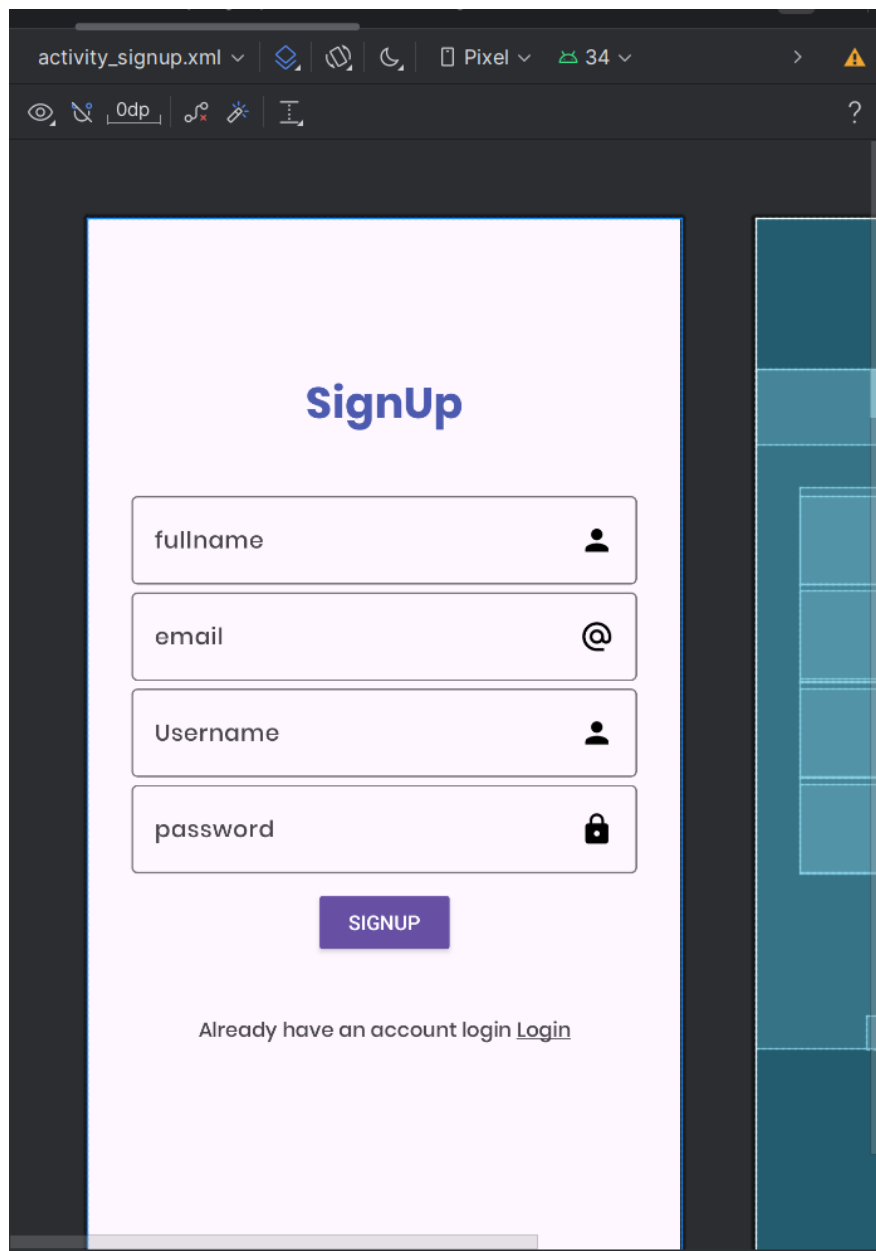 activity_signup.xml Pixel 34
0dp ?
SignUp
fullname
email
Username
password
SIGNUP
Already have an account login Login